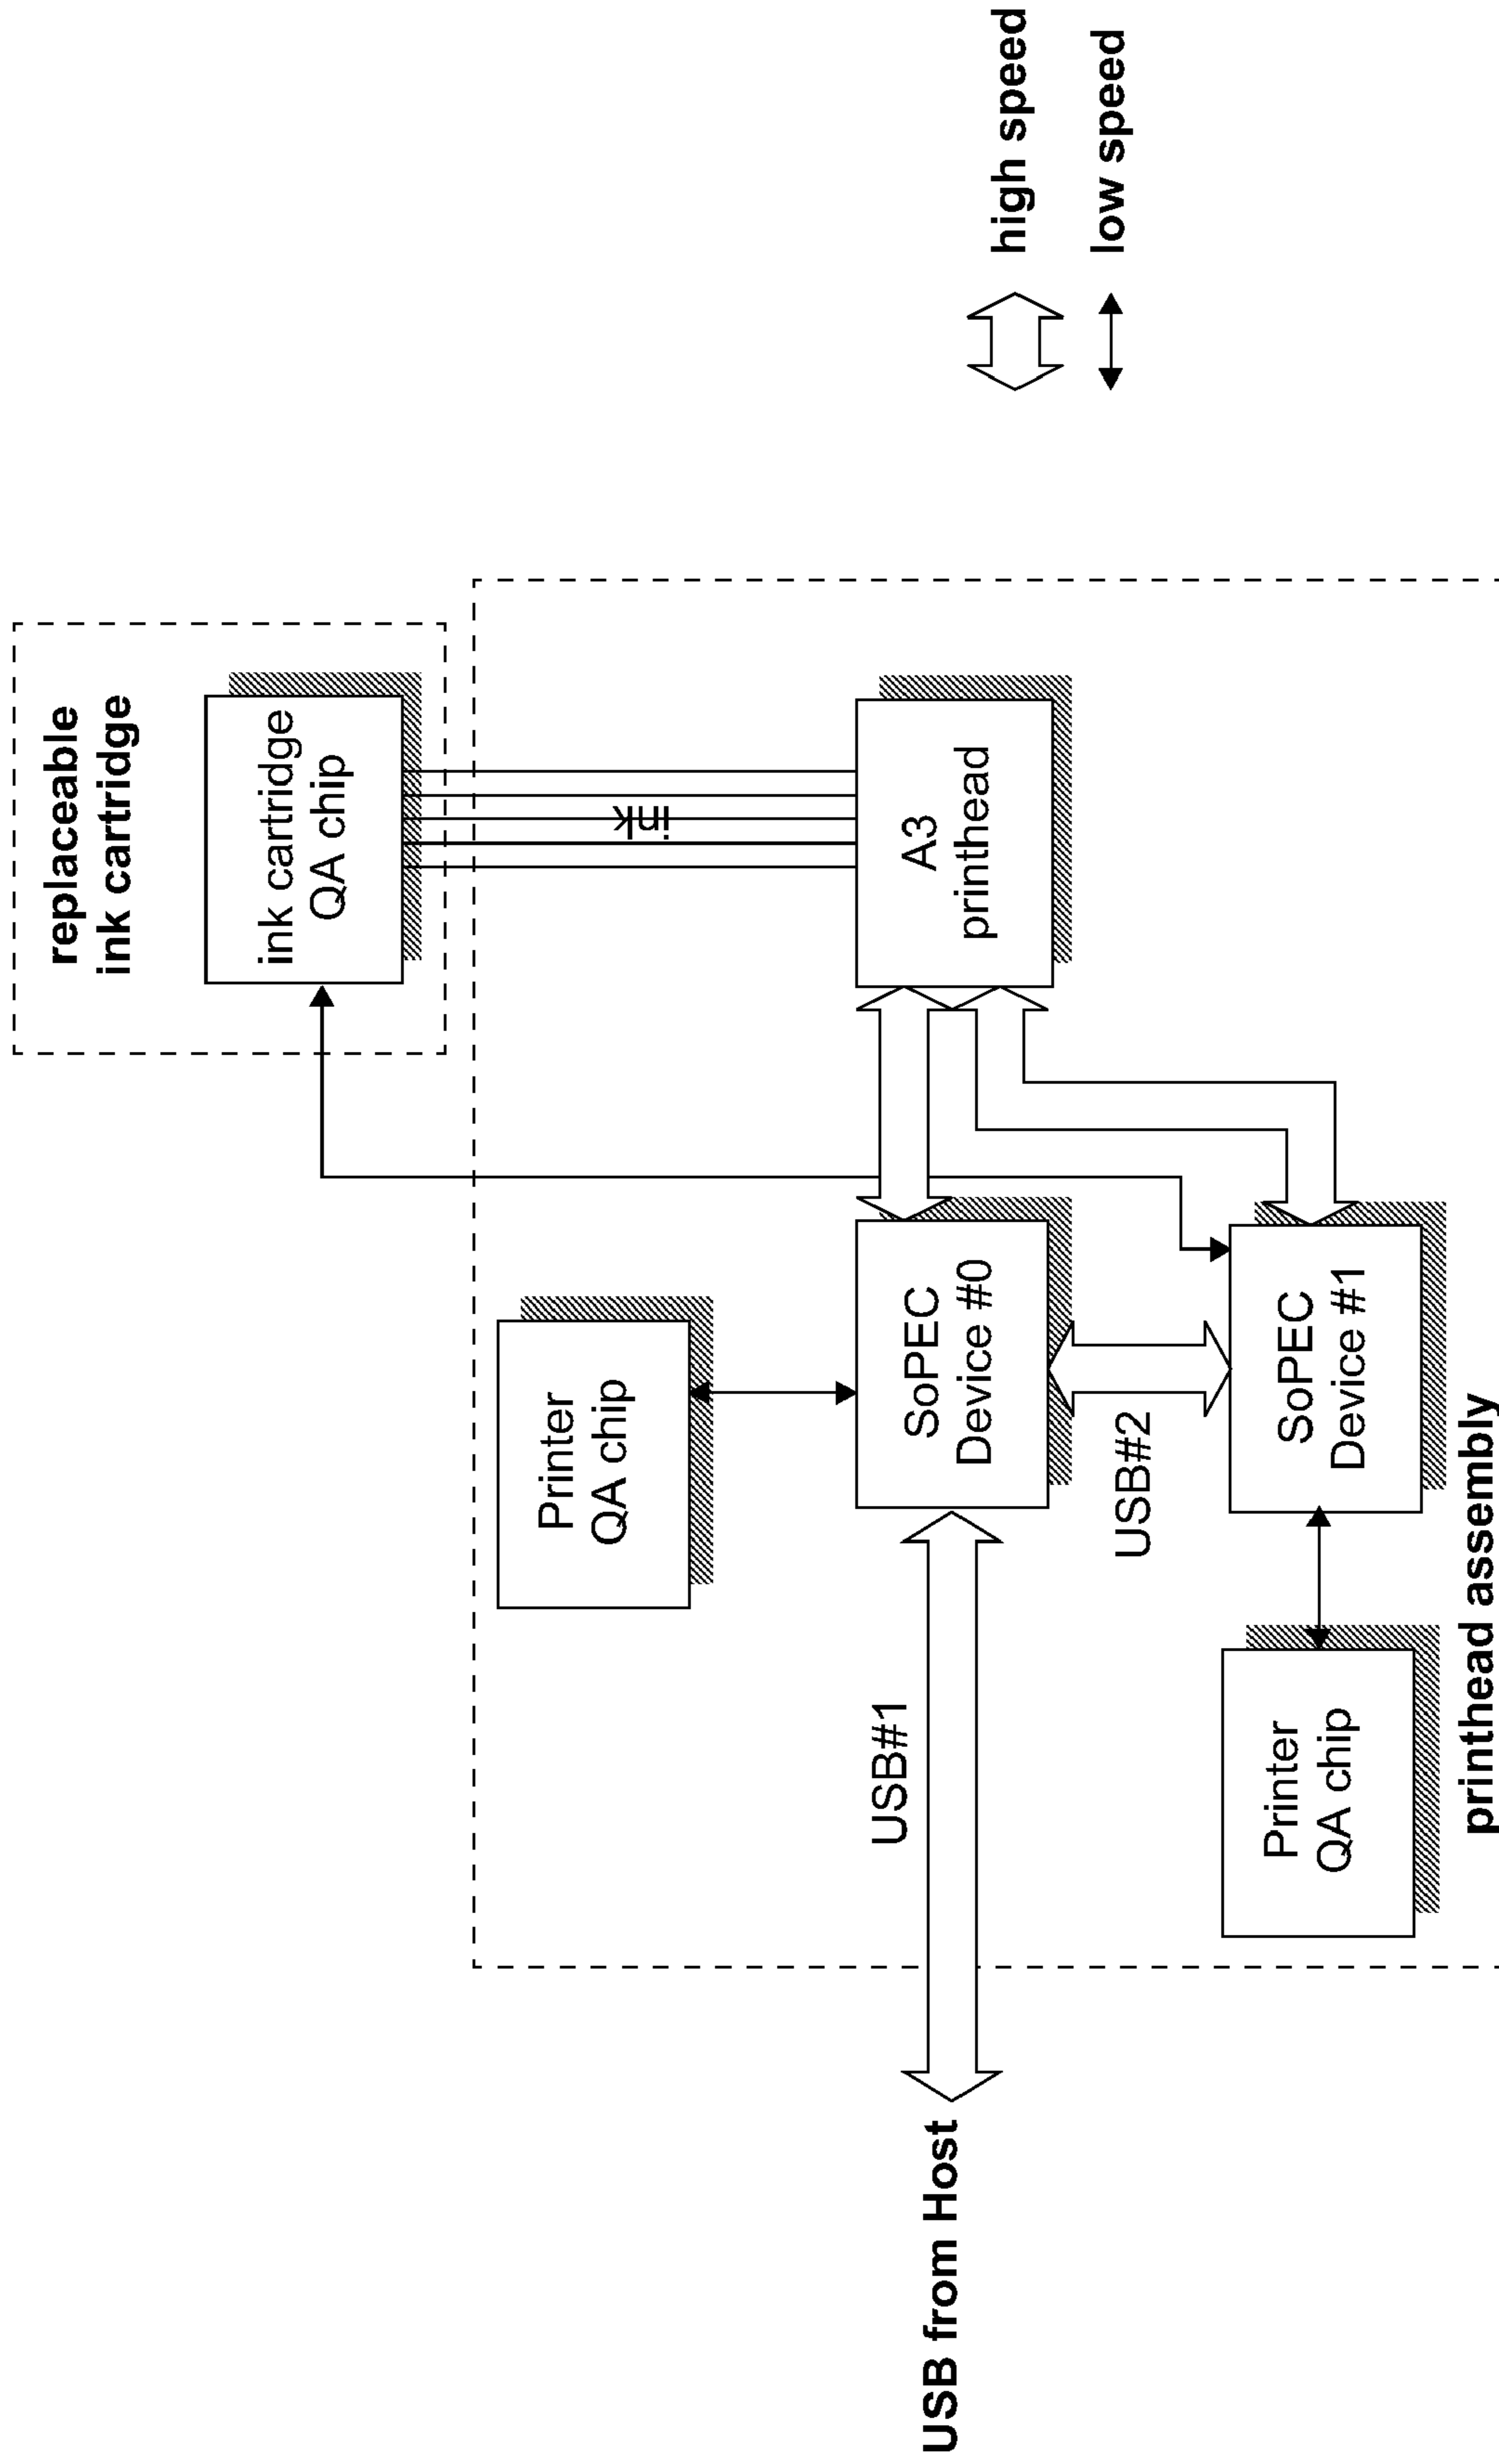 replaceable
ink cartridge
ink cartridge
QA chip
ink
high speed
low speed
A3
printhead
Printer
QA chip
SoPEC
Device #0
USB#1
USB from Host
USB#2
SoPEC
Device #1
Printer
QA chip
printhead assembly